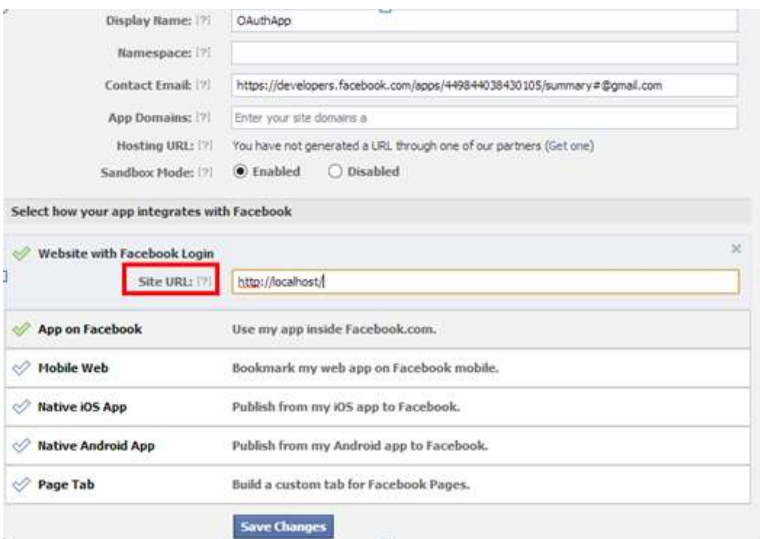 Display Name: [?] OAuthApp
Namespace: [?]
Contact Email: [?] https://developers.facebook.com/apps/449844038430105/summary#@gmail.com
App Domains: [?] Enter your site domains a
Hosting URL: [?] You have not generated a URL through one of our partners (Get one)
Sandbox Mode: [?] Enabled Disabled
Select how your app integrates with Facebook
Website with Facebook Login
Site URL: [?] http://localhost/
App on Facebook Use my app inside Facebook.com.
Mobile Web Bookmark my web app on Facebook mobile.
Native iOS App Publish from my iOS app to Facebook.
Native Android App Publish from my Android app to Facebook.
Page Tab Build a custom tab for Facebook Pages.
Save Changes